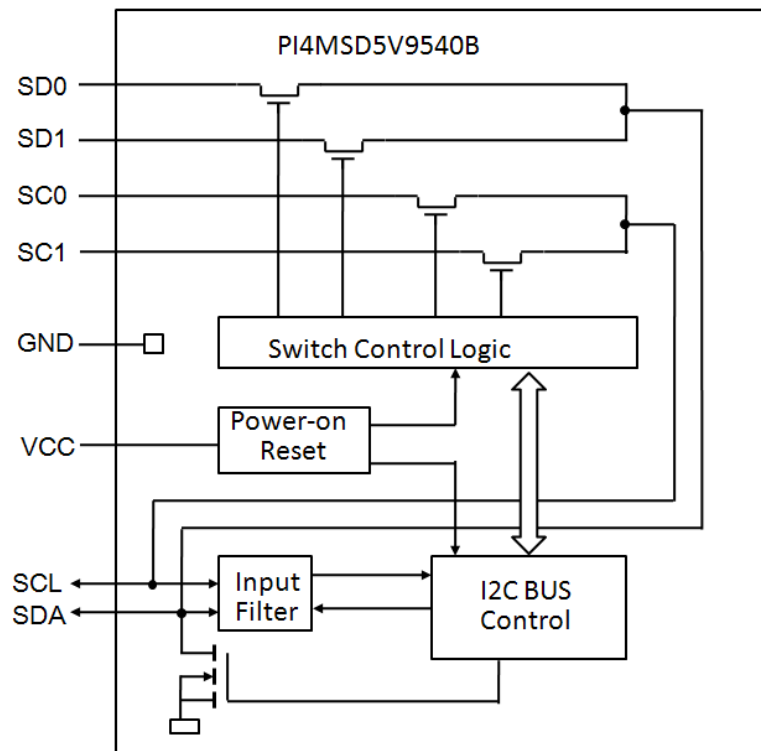 PI4MSD5V9540B
SD0
SD1
SC0
SC1
GND
Switch Control Logic
VCC
Power-on
Reset
SCL
SDA
Input
Filter
I2C BUS
Control